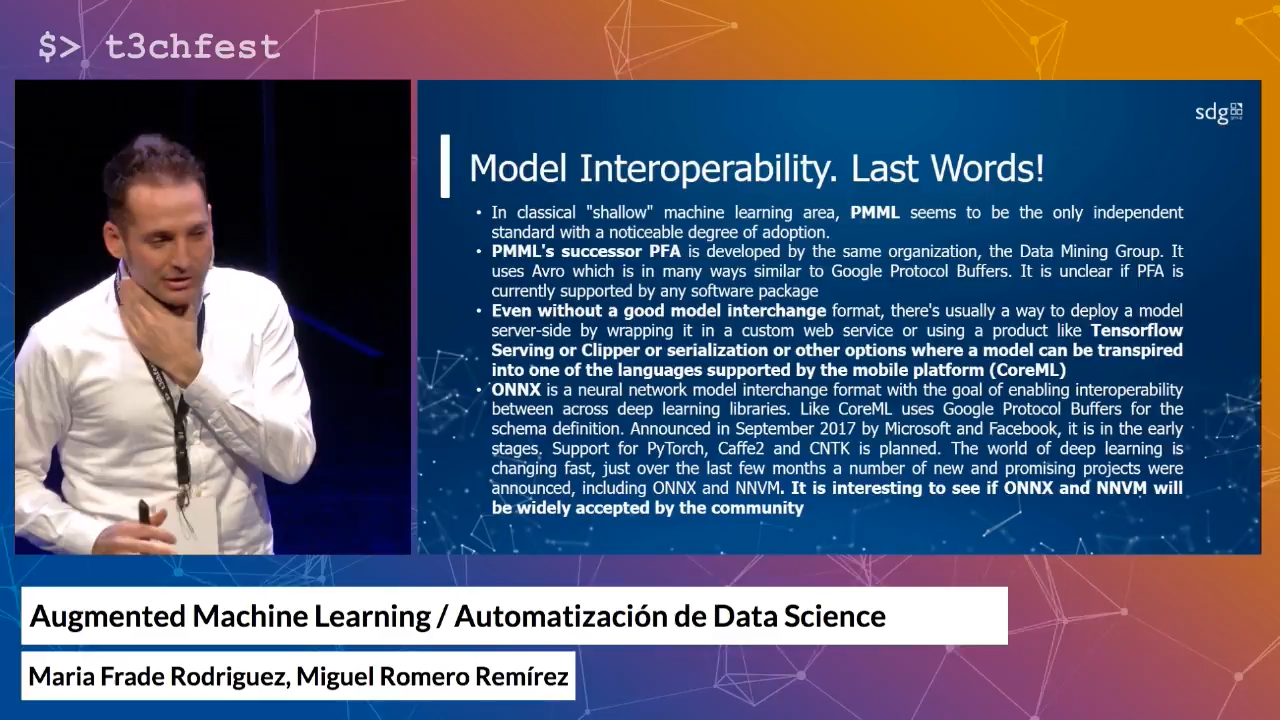 $> t3chfest
sdg
group
Model Interoperability. Last Words!
• In classical "shallow" machine learning area, PMML seems to be the only independent
standard with a noticeable degree of adoption.
• PMML's successor PFA is developed by the same organization, the Data Mining Group. It
uses Avro which is in many ways similar to Google Protocol Buffers. It is unclear if PFA is
currently supported by any software package
• Even without a good model interchange format, there's usually a way to deploy a model
server-side by wrapping it in a custom web service or using a product like Tensorflow
Serving or Clipper or serialization or other options where a model can be transpired
into one of the languages supported by the mobile platform (CoreML)
• ONNX is a neural network model interchange format with the goal of enabling interoperability
between across deep learning libraries. Like CoreML uses Google Protocol Buffers for the
schema definition. Announced in September 2017 by Microsoft and Facebook, it is in the early
stages. Support for PyTorch, Caffe2 and CNTK is planned. The world of deep learning is
changing fast, just over the last few months a number of new and promising projects were
announced, including ONNX and NNVM. It is interesting to see if ONNX and NNVM will
be widely accepted by the community
Augmented Machine Learning / Automatización de Data Science
Maria Frade Rodriguez, Miguel Romero Remírez